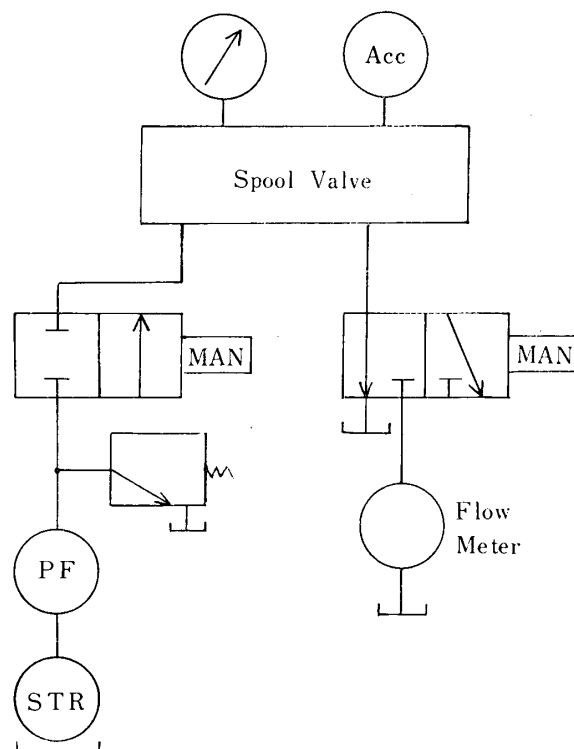 Acc
Spool Valve
MAN
MAN
Flow
Meter
PF
STR